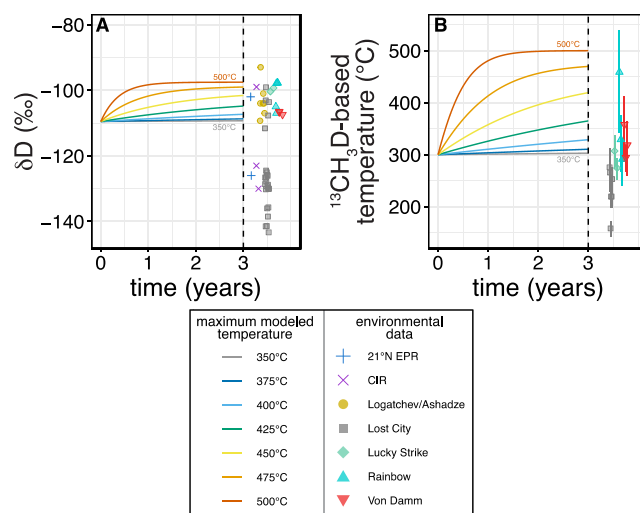 A
B
−80
−100
−120
−140
δD (‰)
500°C
350°C
0
1
2
3
time (years)
500
400
300
200
¹³CH₃D-based
temperature (°C)
500°C
350°C
0
1
2
3
time (years)
maximum modeled
temperature
350°C
375°C
400°C
425°C
450°C
475°C
500°C
environmental
data
21°N EPR
CIR
Logatchev/Ashadze
Lost City
Lucky Strike
Rainbow
Von Damm